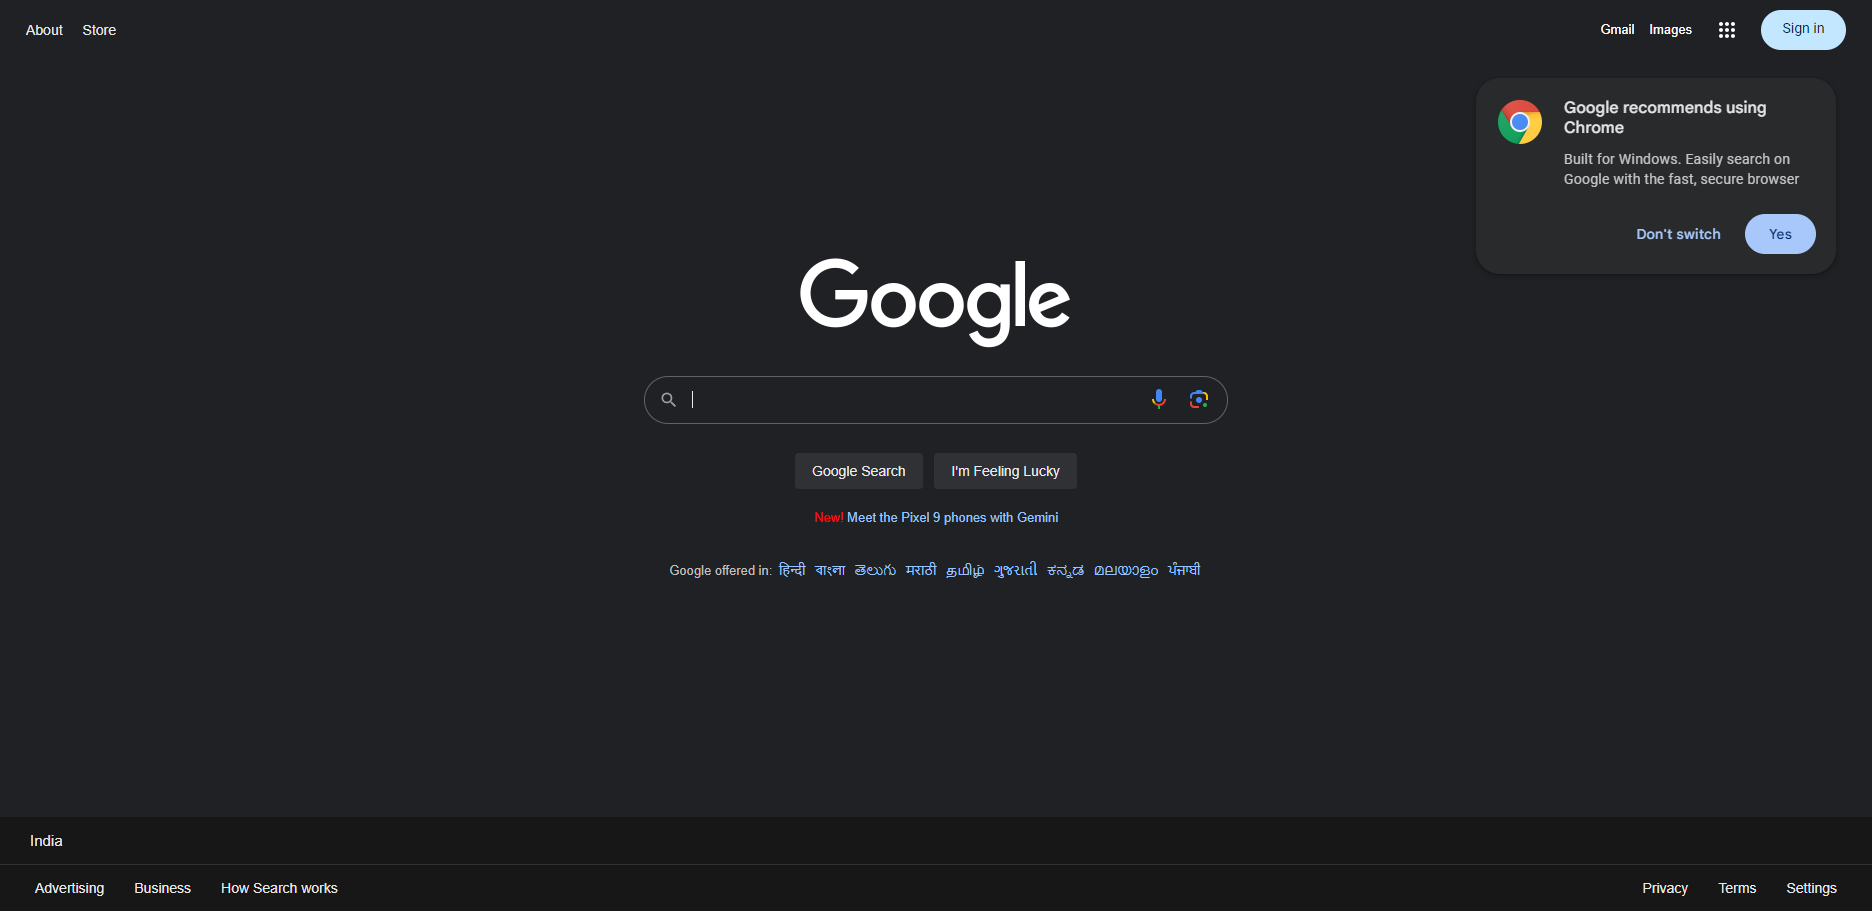 About Store
Gmail Images Sign in
Google recommends using
Chrome
Built for Windows. Easily search on
Google with the fast, secure browser
Don't switch Yes
Google
Google Search I'm Feeling Lucky
New! Meet the Pixel 9 phones with Gemini
Google offered in: हिन्दी বাংলা తెలుగు मराठी தமிழ் ગુજરાતી ಕನ್ನಡ മലയാളം ਪੰਜਾਬੀ
India
Advertising Business How Search works
Privacy Terms Settings